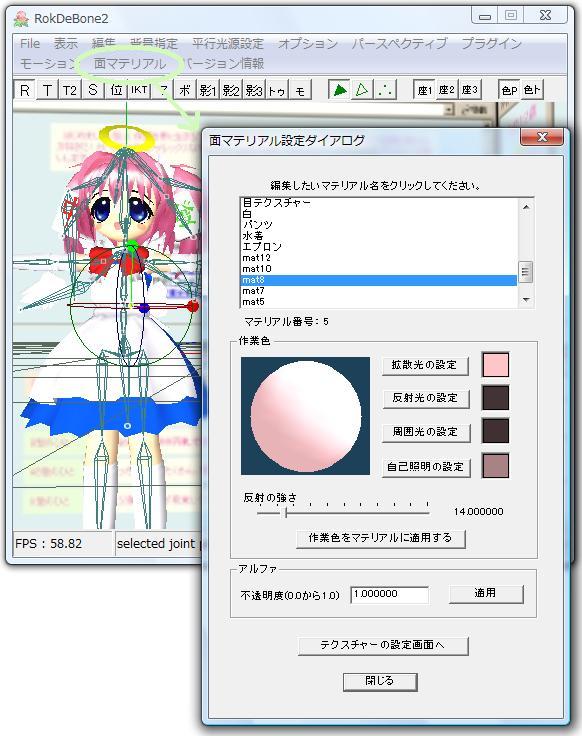 RokDeBone2
File 表示 編集 背景指定 平行光源設定 オプション パースペクティブ プラグイン
モーション 面マテリアル バージョン情報
R T T2 S 位 IKT マ ボ 影1 影2 影3 トゥ モ 座1 座2 座3 色P 色ト
面マテリアル設定ダイアログ
編集したいマテリアル名をクリックしてください。
目テクスチャー
白
パンツ
水着
エプロン
mat12
mat10
mat8
mat7
mat5
マテリアル番号: 5
作業色
拡散光の設定
反射光の設定
周囲光の設定
自己照明の設定
反射の強さ
14.000000
作業色をマテリアルに適用する
アルファ
不透明度(0.0から1.0) 1.000000 適用
テクスチャーの設定画面へ
閉じる
FPS : 58.82 selected joint